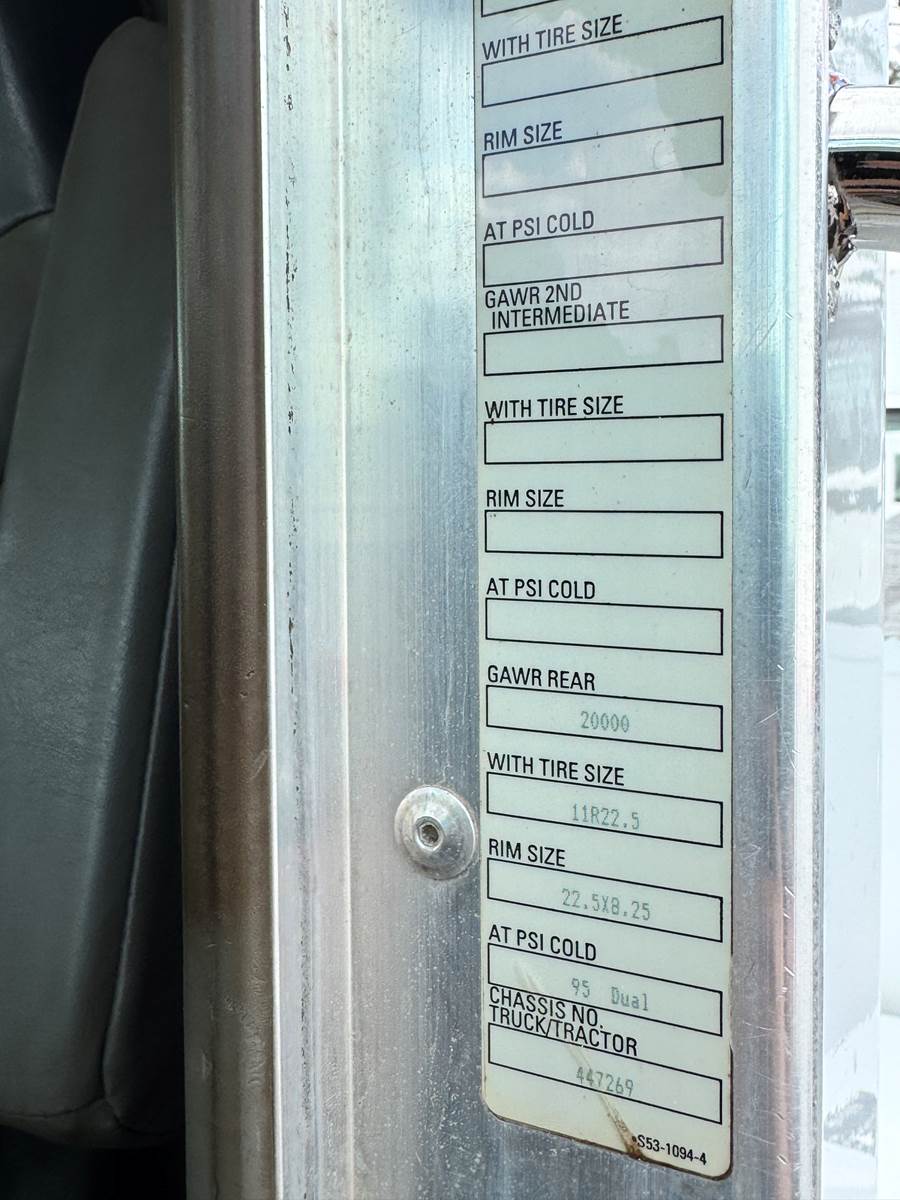 WITH TIRE SIZE
RIM SIZE
AT PSI COLD
GAWR 2ND
INTERMEDIATE
WITH TIRE SIZE
RIM SIZE
AT PSI COLD
GAWR REAR
20000
WITH TIRE SIZE
11R22.5
RIM SIZE
22.5X8.25
AT PSI COLD
95 Dual
CHASSIS NO.
TRUCK/TRACTOR
447269
•S53-1094-4